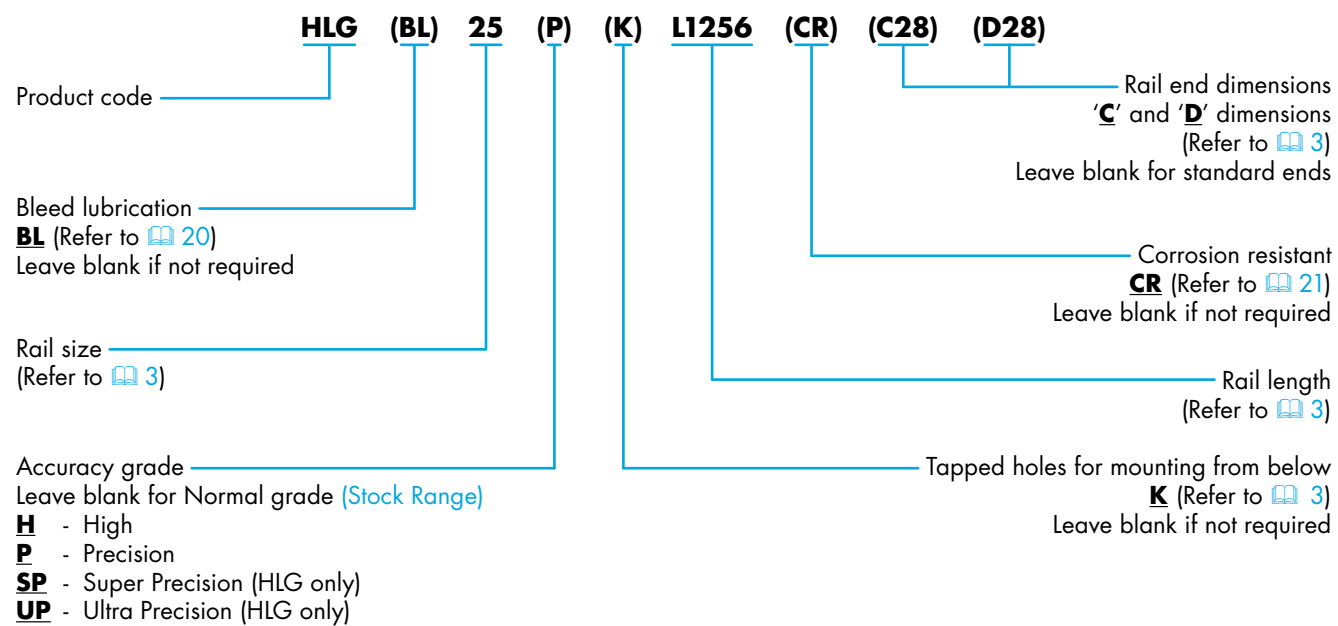 HLG (BL) 25 (P) (K) L1256 (CR) (C28) (D28)
Product code
Bleed lubrication
BL (Refer to 20)
Leave blank if not required
Rail size
(Refer to 3)
Accuracy grade
Leave blank for Normal grade (Stock Range)
H - High
P - Precision
SP - Super Precision (HLG only)
UP - Ultra Precision (HLG only)
Rail end dimensions
‘C’ and ‘D’ dimensions
(Refer to 3)
Leave blank for standard ends
Corrosion resistant
CR (Refer to 21)
Leave blank if not required
Rail length
(Refer to 3)
Tapped holes for mounting from below
K (Refer to 3)
Leave blank if not required